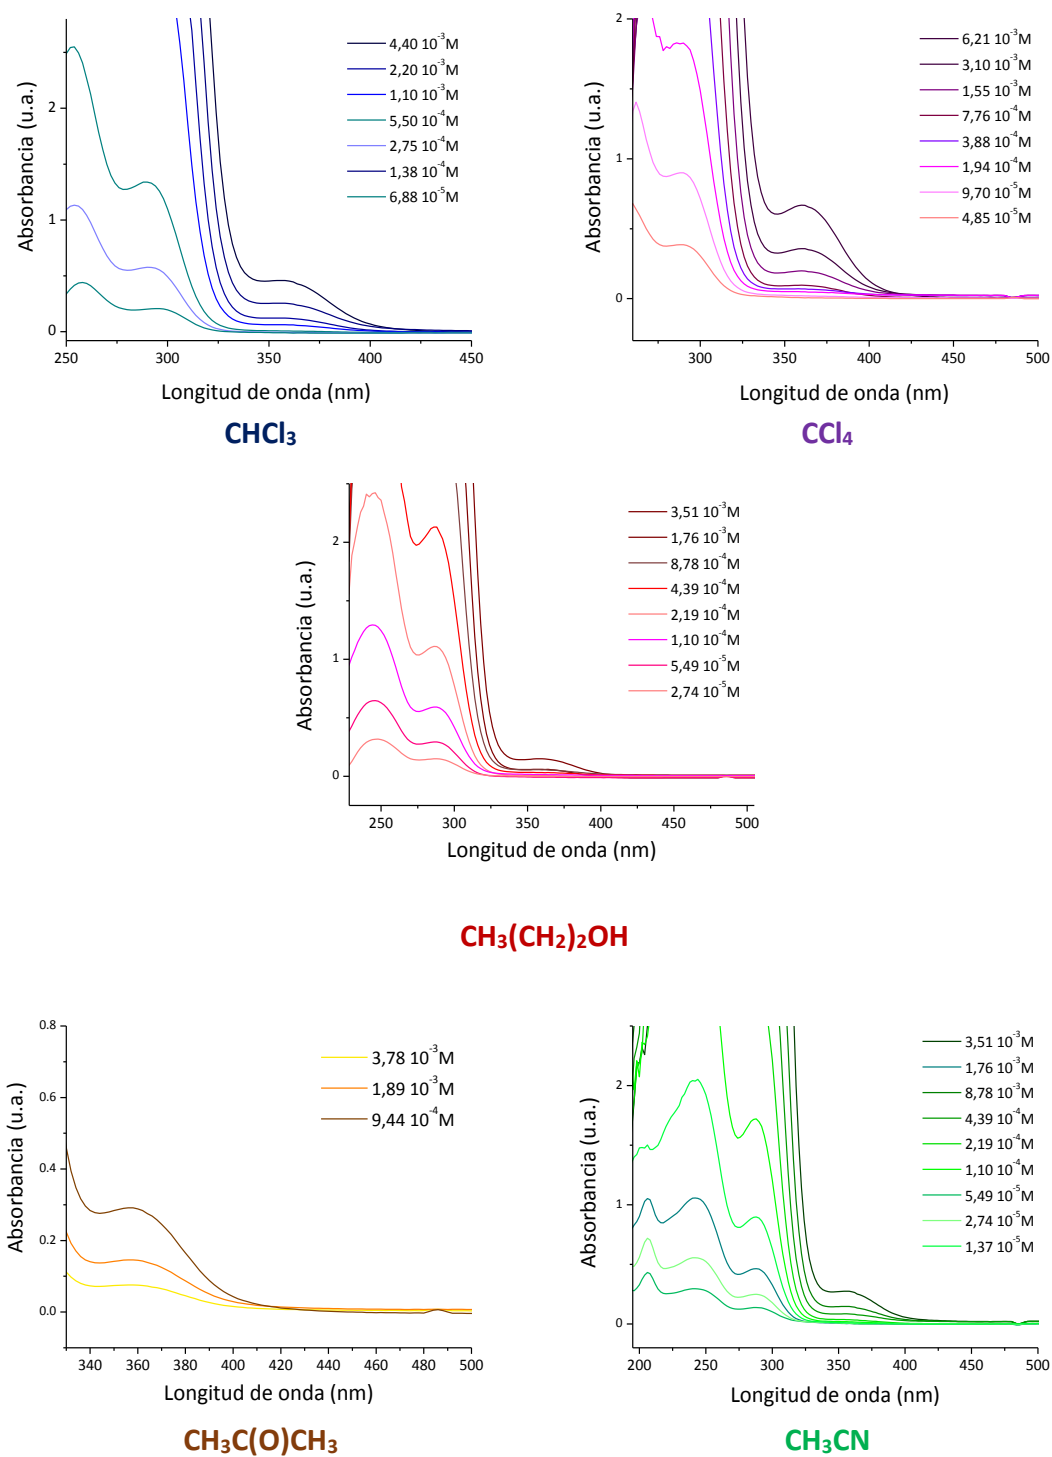 4,40 10⁻³M
2,20 10⁻³M
1,10 10⁻³M
5,50 10⁻⁴M
2,75 10⁻⁴M
1,38 10⁻⁴M
6,88 10⁻⁵M
Absorbancia (u.a.)
2
1
0
250 300 350 400 450
Longitud de onda (nm)
CHCl₃
6,21 10⁻³M
3,10 10⁻³M
1,55 10⁻³M
7,76 10⁻⁴M
3,88 10⁻⁴M
1,94 10⁻⁴M
9,70 10⁻⁵M
4,85 10⁻⁵M
Absorbancia (u.a.)
2
1
0
300 350 400 450 500
Longitud de onda (nm)
CCl₄
3,51 10⁻³M
1,76 10⁻³M
8,78 10⁻⁴M
4,39 10⁻⁴M
2,19 10⁻⁴M
1,10 10⁻⁴M
5,49 10⁻⁵M
2,74 10⁻⁵M
Absorbancia (u.a.)
2
1
0
250 300 350 400 450 500
Longitud de onda (nm)
CH₃(CH₂)₂OH
3,78 10⁻³M
1,89 10⁻³M
9,44 10⁻⁴M
Absorbancia (u.a.)
0.8
0.6
0.4
0.2
0.0
340 360 380 400 420 440 460 480 500
Longitud de onda (nm)
CH₃C(O)CH₃
3,51 10⁻³M
1,76 10⁻³M
8,78 10⁻³M
4,39 10⁻⁴M
2,19 10⁻⁴M
1,10 10⁻⁴M
5,49 10⁻⁵M
2,74 10⁻⁵M
1,37 10⁻⁵M
Absorbancia (u.a.)
2
1
0
200 250 300 350 400 450 500
Longitud de onda (nm)
CH₃CN